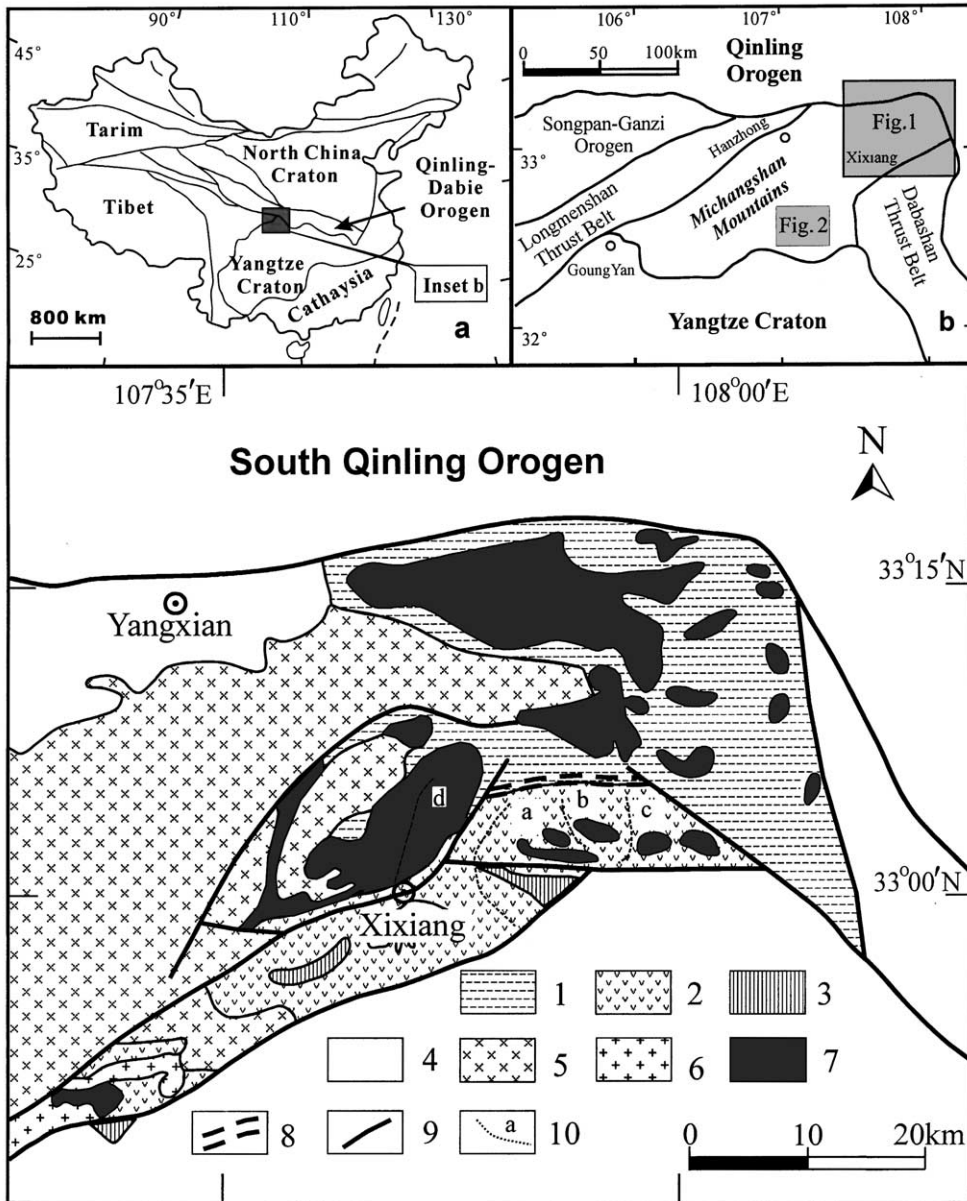 90° 110° 130°
45°
35°
25°
Tarim
North China
Craton
Qinling-
Dabie
Orogen
Tibet
Yangtze
Craton
Cathaysia
Inset b
800 km
a
106° 107° 108°
0 50 100km
Qinling
Orogen
Songpan-Ganzi
Orogen
Hanzhong
Fig.1
Xixiang
33°
Longmenshan
Thrust Belt
Michangshan
Mountains
Fig. 2
Dabashan
Thrust Belt
GoungYan
32°
Yangtze Craton
b
107°35′E
108°00′E
South Qinling Orogen
N
33°15′N
Yangxian
d
a
b
c
33°00′N
Xixiang
1 2 3
4 5 6 7
8 9 a 10
0 10 20km